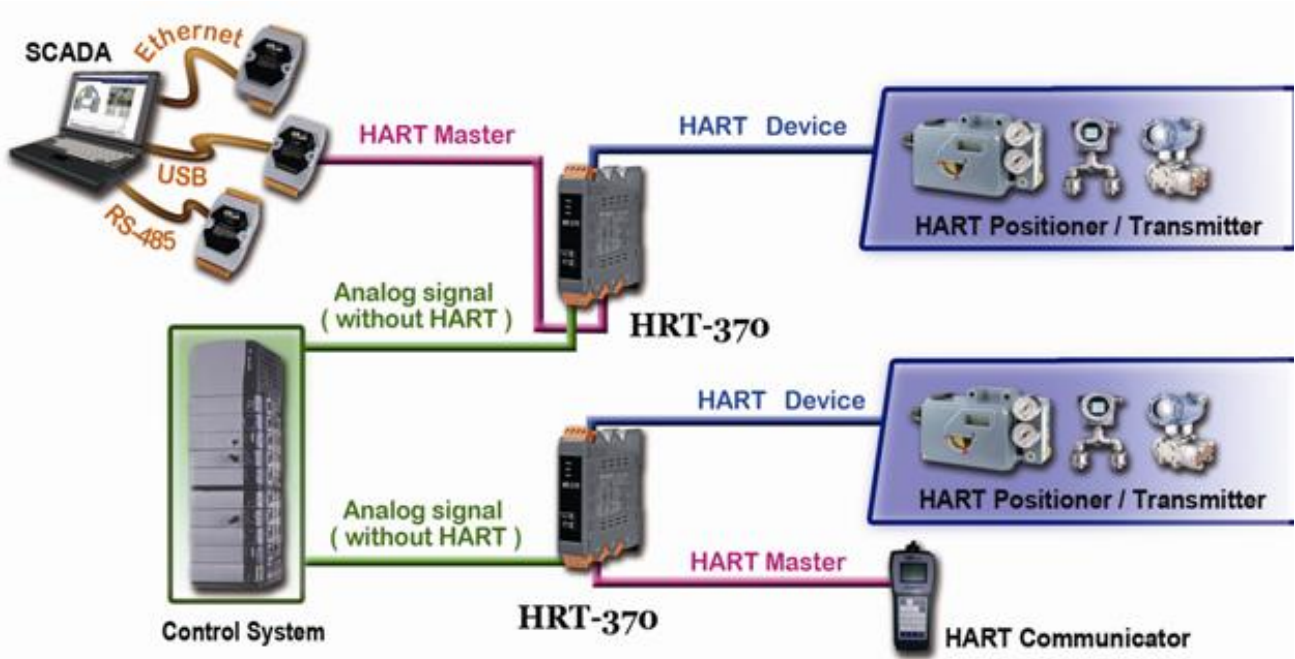 SCADA
Ethernet
USB
RS-485
HART Master
HART Device
HART Positioner / Transmitter
Analog signal
( without HART )
HRT-370
HART Device
HART Positioner / Transmitter
Analog signal
( without HART )
HART Master
HRT-370
Control System
HART Communicator